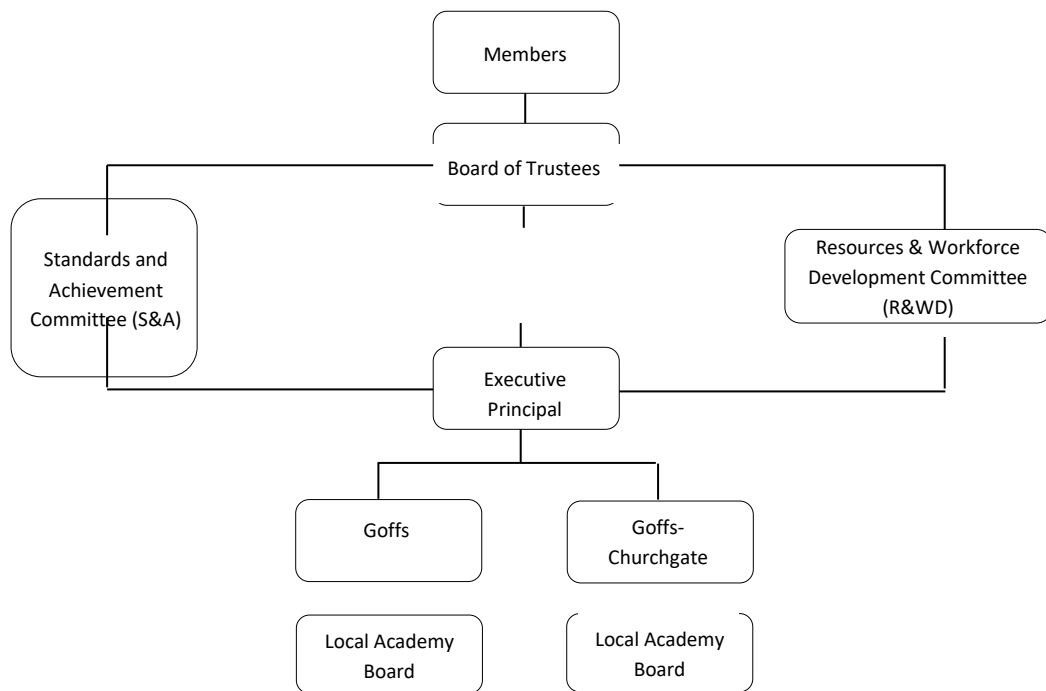 Members
Board of Trustees
Standards and
Achievement
Committee (S&A)
Resources & Workforce
Development Committee
(R&WD)
Executive
Principal
Goffs
Goffs-
Churchgate
Local Academy
Board
Local Academy
Board